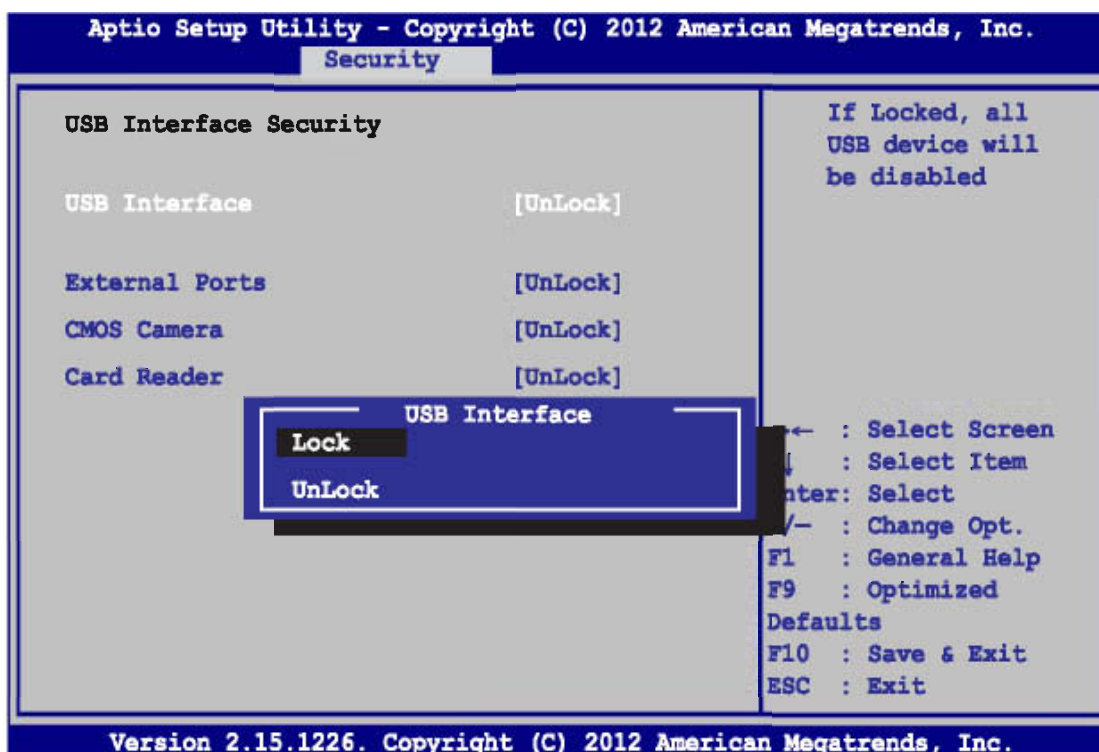 Aptio Setup Utility - Copyright (C) 2012 American Megatrends, Inc.
Security
USB Interface Security
USB Interface [UnLock]
External Ports [UnLock]
CMOS Camera [UnLock]
Card Reader [UnLock]
USB Interface
Lock
UnLock
If Locked, all
USB device will
be disabled
→← : Select Screen
: Select Item
nter: Select
/— : Change Opt.
F1 : General Help
F9 : Optimized
Defaults
F10 : Save & Exit
ESC : Exit
Version 2.15.1226. Copyright (C) 2012 American Megatrends, Inc.